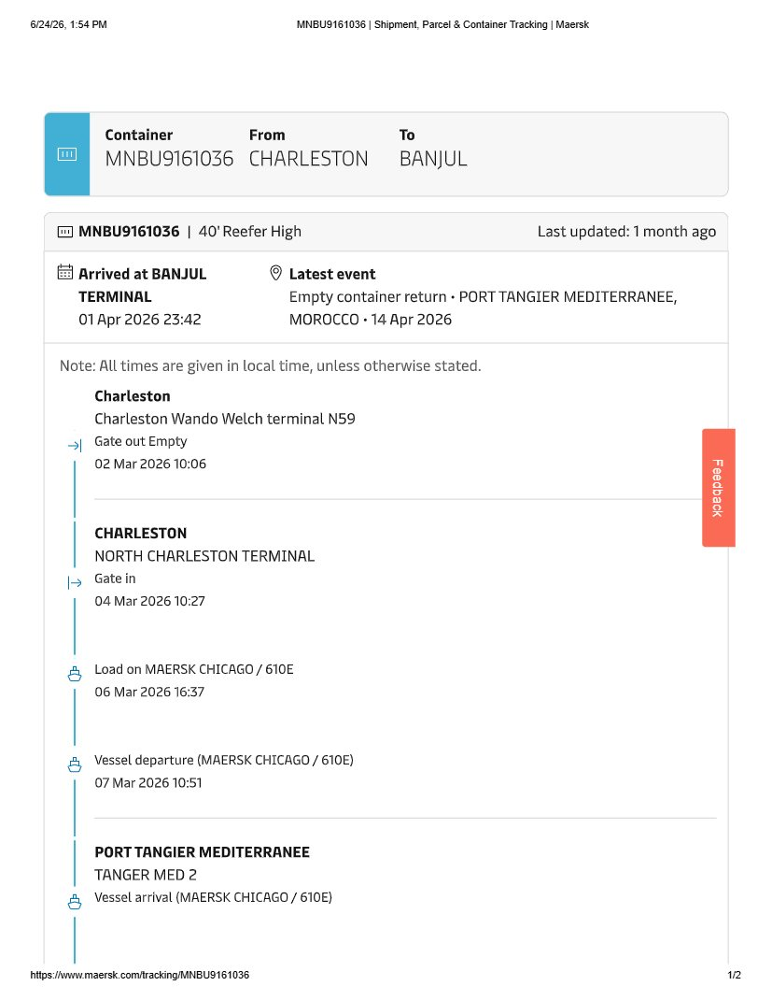 6/24/26, 1:54 PM
MNBU9161036 | Shipment, Parcel & Container Tracking | Maersk
Container From To
MNBU9161036 CHARLESTON BANJUL
MNBU9161036 | 40' Reefer High Last updated: 1 month ago
Arrived at BANJUL
TERMINAL
01 Apr 2026 23:42
Latest event
Empty container return • PORT TANGIER MEDITERRANEE,
MOROCCO • 14 Apr 2026
Note: All times are given in local time, unless otherwise stated.
Charleston
Charleston Wando Welch terminal N59
Gate out Empty
02 Mar 2026 10:06
Feedback
CHARLESTON
NORTH CHARLESTON TERMINAL
Gate in
04 Mar 2026 10:27
Load on MAERSK CHICAGO / 610E
06 Mar 2026 16:37
Vessel departure (MAERSK CHICAGO / 610E)
07 Mar 2026 10:51
PORT TANGIER MEDITERRANEE
TANGER MED 2
Vessel arrival (MAERSK CHICAGO / 610E)
https://www.maersk.com/tracking/MNBU9161036 1/2